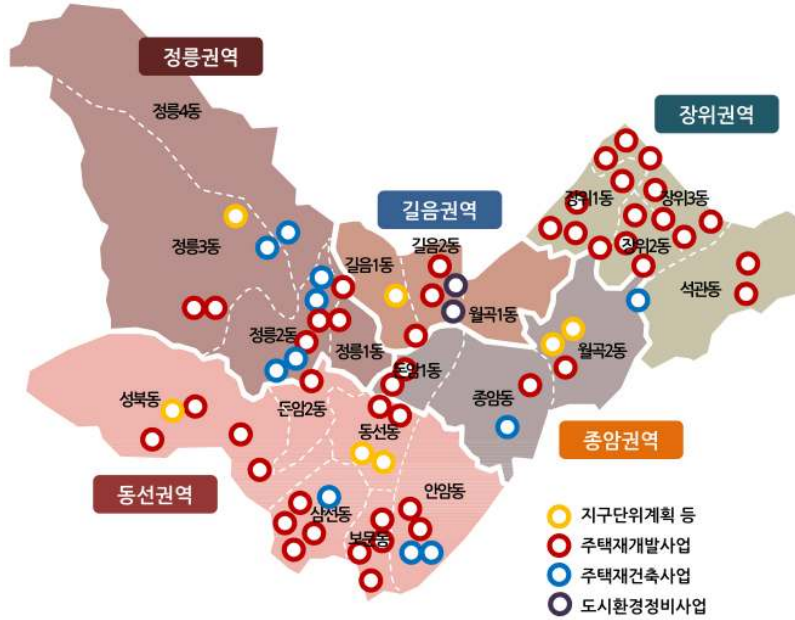 정릉권역
정릉4동
장위권역
장위1동
장위3동
길음권역
정릉3동
길음1동
길음2동
장위2동
석관동
월곡1동
정릉2동
정릉1동
월곡2동
돈암1동
성북동
돈암2동
종암동
동선동
종암권역
동선권역
안암동
삼선동
보문동
지구단위계획 등
주택재개발사업
주택재건축사업
도시환경정비사업